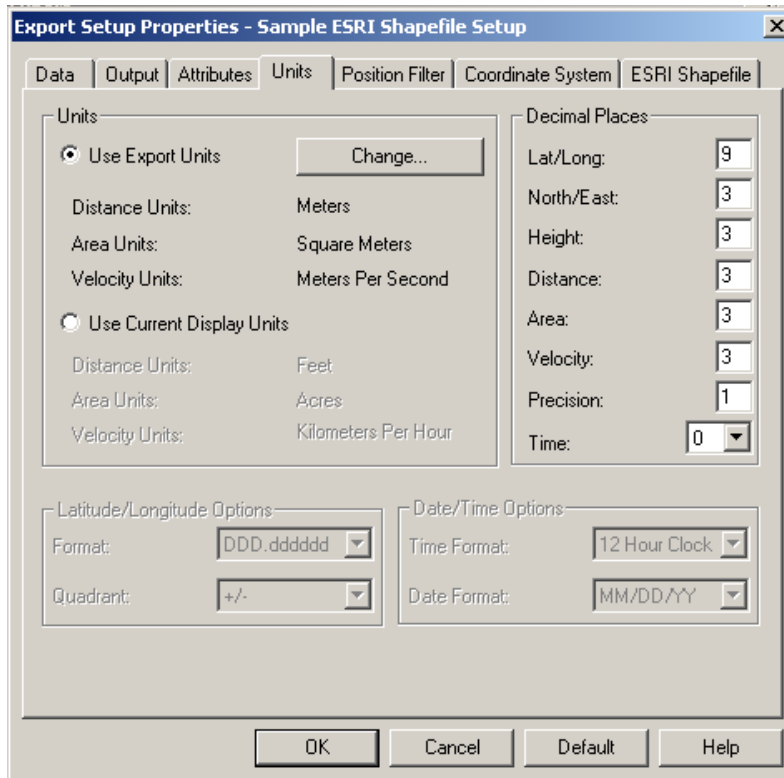 Export Setup Properties - Sample ESRI Shapefile Setup
Data Output Attributes Units Position Filter Coordinate System ESRI Shapefile
Units
Use Export Units Change...
Distance Units: Meters
Area Units: Square Meters
Velocity Units: Meters Per Second
Use Current Display Units
Distance Units: Feet
Area Units: Acres
Velocity Units: Kilometers Per Hour
Decimal Places
Lat/Long: 9
North/East: 3
Height: 3
Distance: 3
Area: 3
Velocity: 3
Precision: 1
Time: 0
Latitude/Longitude Options
Format: DDD.dddddd
Quadrant: +/-
Date/Time Options
Time Format: 12 Hour Clock
Date Format: MM/DD/YY
OK Cancel Default Help